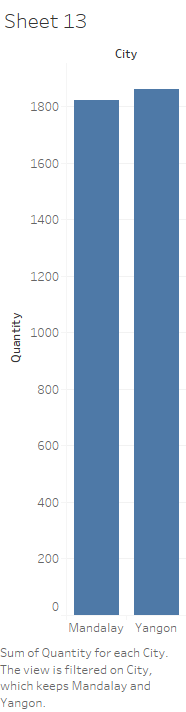 Sheet 13
City
1800
1600
1400
1200
1000
800
600
400
200
0
Quantity
Mandalay Yangon
Sum of Quantity for each City.
The view is filtered on City,
which keeps Mandalay and
Yangon.